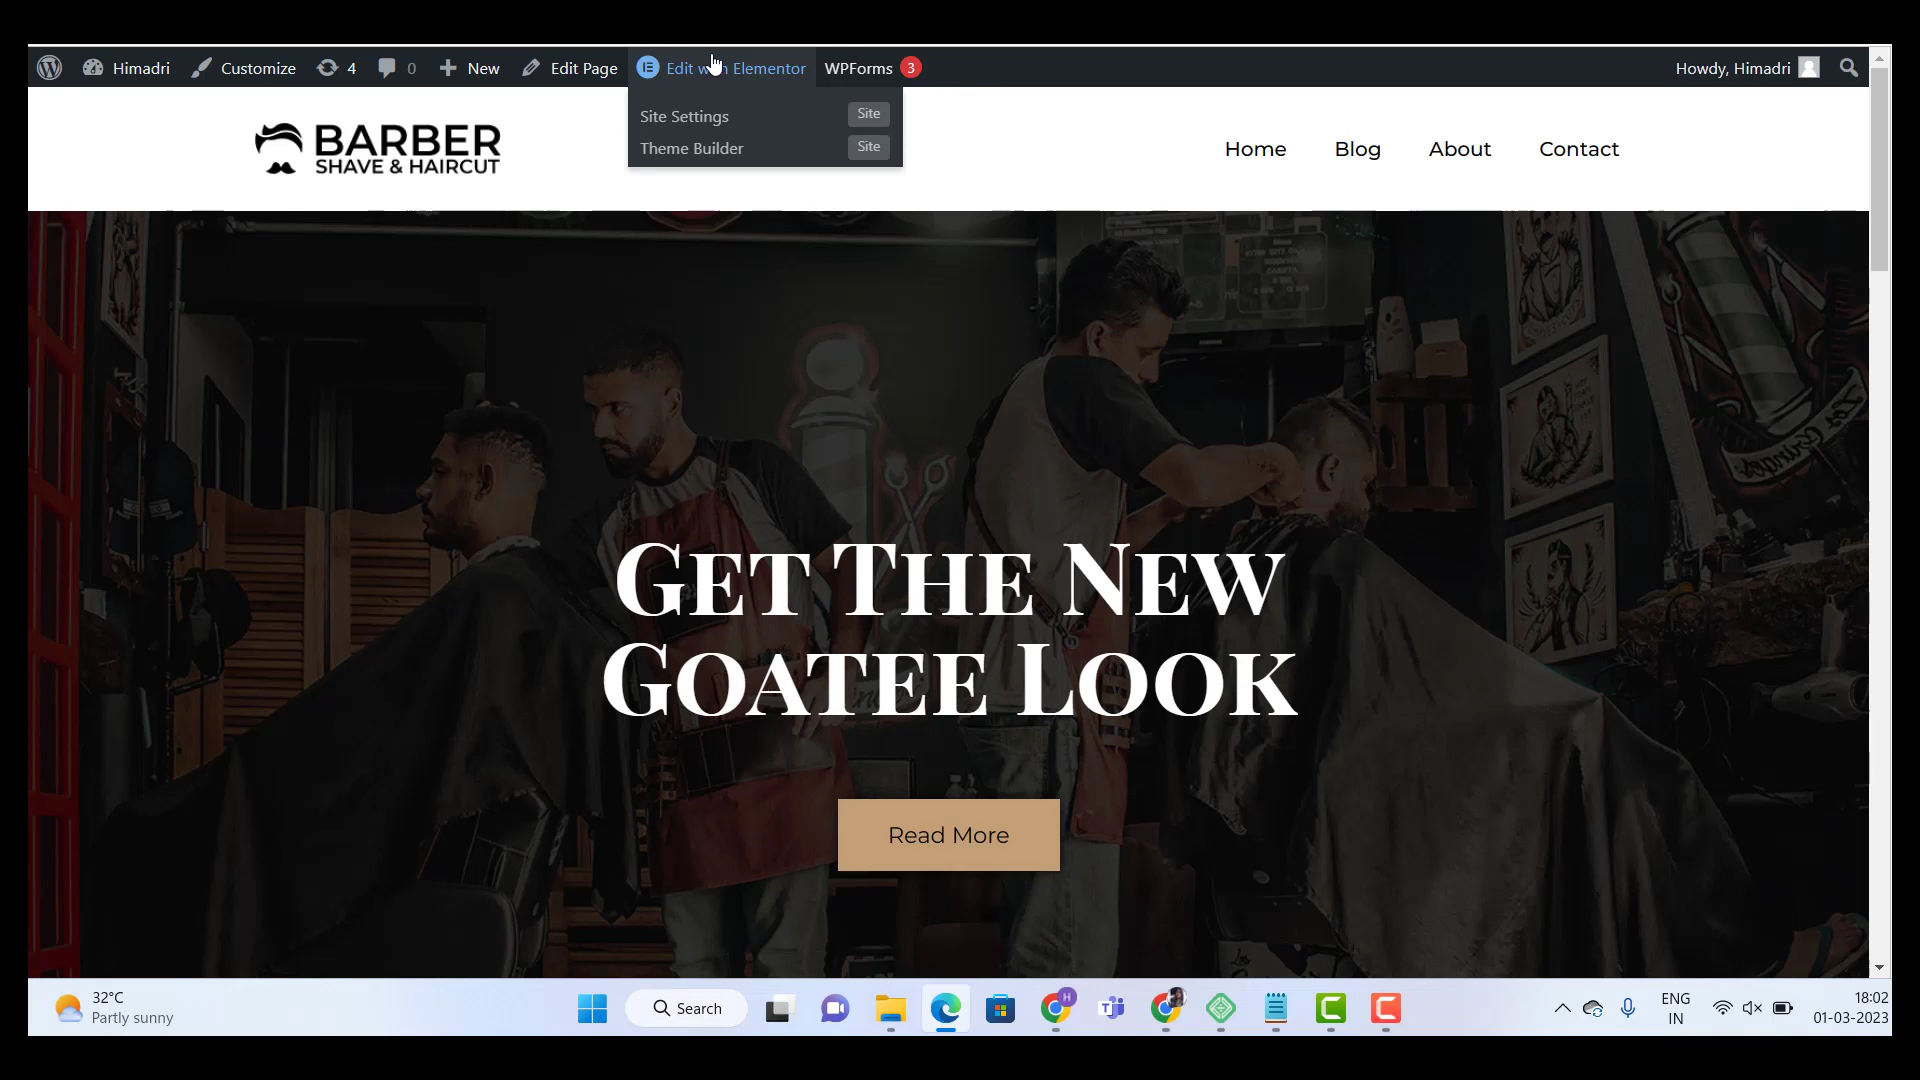 Himadri Customize 4 0 New Edit Page Edit with Elementor WPForms 3 Howdy, Himadri
Site Settings Site
Theme Builder Site
BARBER
SHAVE & HAIRCUT
Home Blog About Contact
GET THE NEW
GOATEE LOOK
Read More
32°C
Partly sunny
Search
H
ENG
IN
18:02
01-03-2023